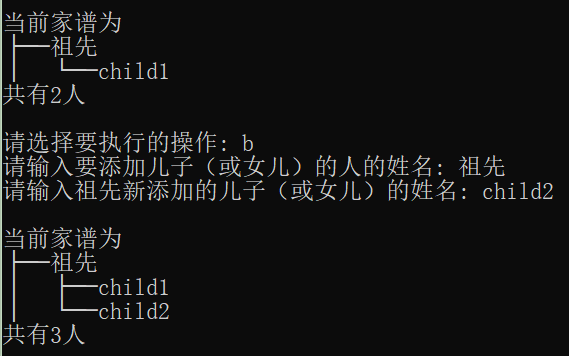 当前家谱为
├──祖先
│   └──child1
共有2人

请选择要执行的操作: b
请输入要添加儿子（或女儿）的人的姓名: 祖先
请输入祖先新添加的儿子（或女儿）的姓名: child2

当前家谱为
├──祖先
│   ├──child1
│   └──child2
共有3人